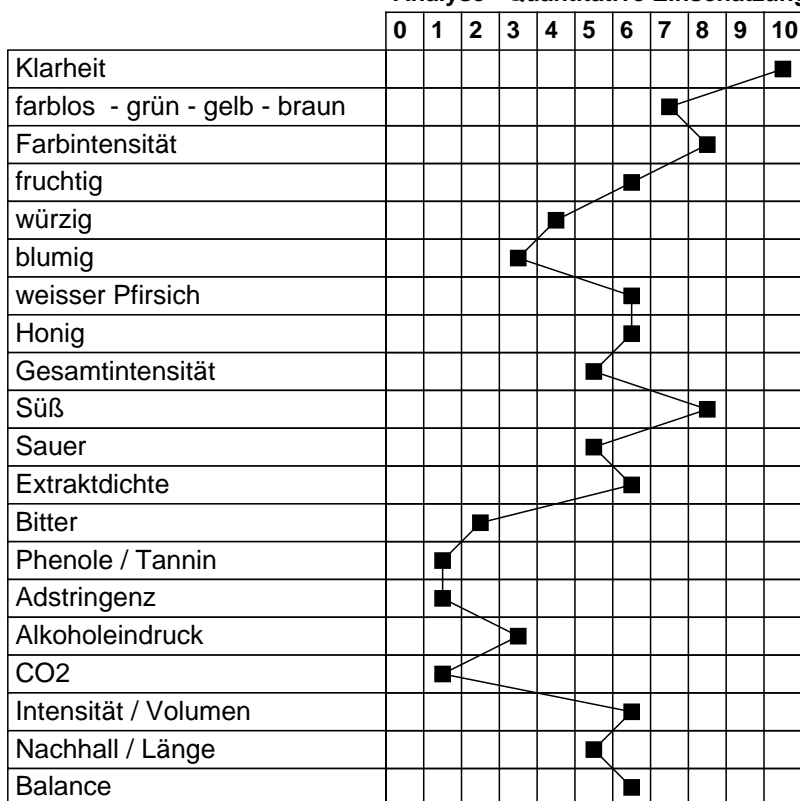 0 1 2 3 4 5 6 7 8 9 10
Klarheit
farblos - grün - gelb - braun
Farbintensität
fruchtig
würzig
blumig
weisser Pfirsich
Honig
Gesamtintensität
Süß
Sauer
Extraktdichte
Bitter
Phenole / Tannin
Adstringenz
Alkoholeindruck
CO2
Intensität / Volumen
Nachhall / Länge
Balance